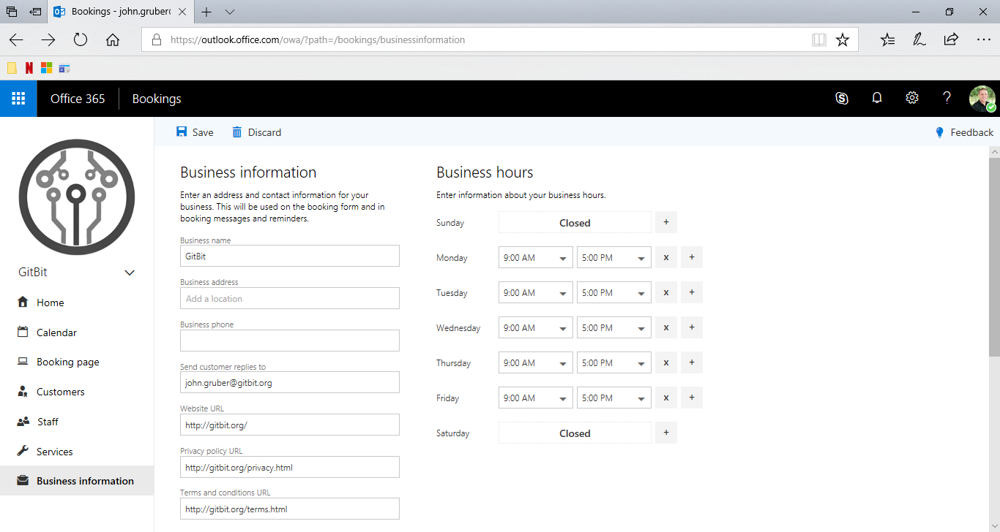 Bookings - john.gruber(
https://outlook.office.com/owa/?path=/bookings/businessinformation
Office 365
Bookings
?
Save
Discard
Feedback
GitBit
Home
Calendar
Booking page
Customers
Staff
Services
Business information
Business information
Enter an address and contact information for your
business. This will be used on the booking form and in
booking messages and reminders.
Business name
GitBit
Business address
Add a location
Business phone
Send customer replies to
john.gruber@gitbit.org
Website URL
http://gitbit.org/
Privacy policy URL
http://gitbit.org/privacy.html
Terms and conditions URL
http://gitbit.org/terms.html
Business hours
Enter information about your business hours.
Sunday Closed +
Monday 9:00 AM 5:00 PM x +
Tuesday 9:00 AM 5:00 PM x +
Wednesday 9:00 AM 5:00 PM x +
Thursday 9:00 AM 5:00 PM x +
Friday 9:00 AM 5:00 PM x +
Saturday Closed +